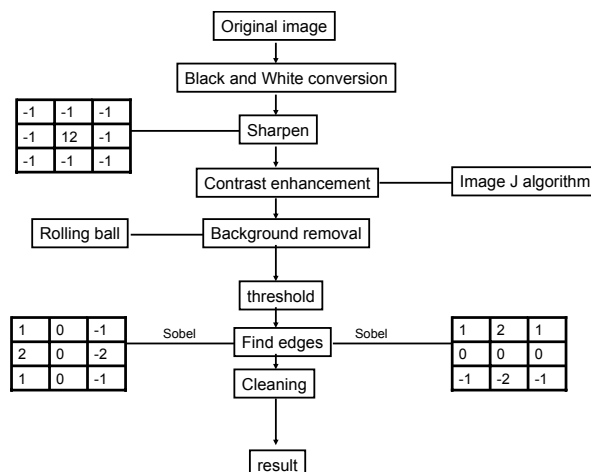 Original image
Black and White conversion
-1 -1 -1
-1 12 -1
-1 -1 -1
Sharpen
Contrast enhancement
Image J algorithm
Rolling ball
Background removal
threshold
1 0 -1
2 0 -2
1 0 -1
Sobel
Find edges
Sobel
1 2 1
0 0 0
-1 -2 -1
Cleaning
result